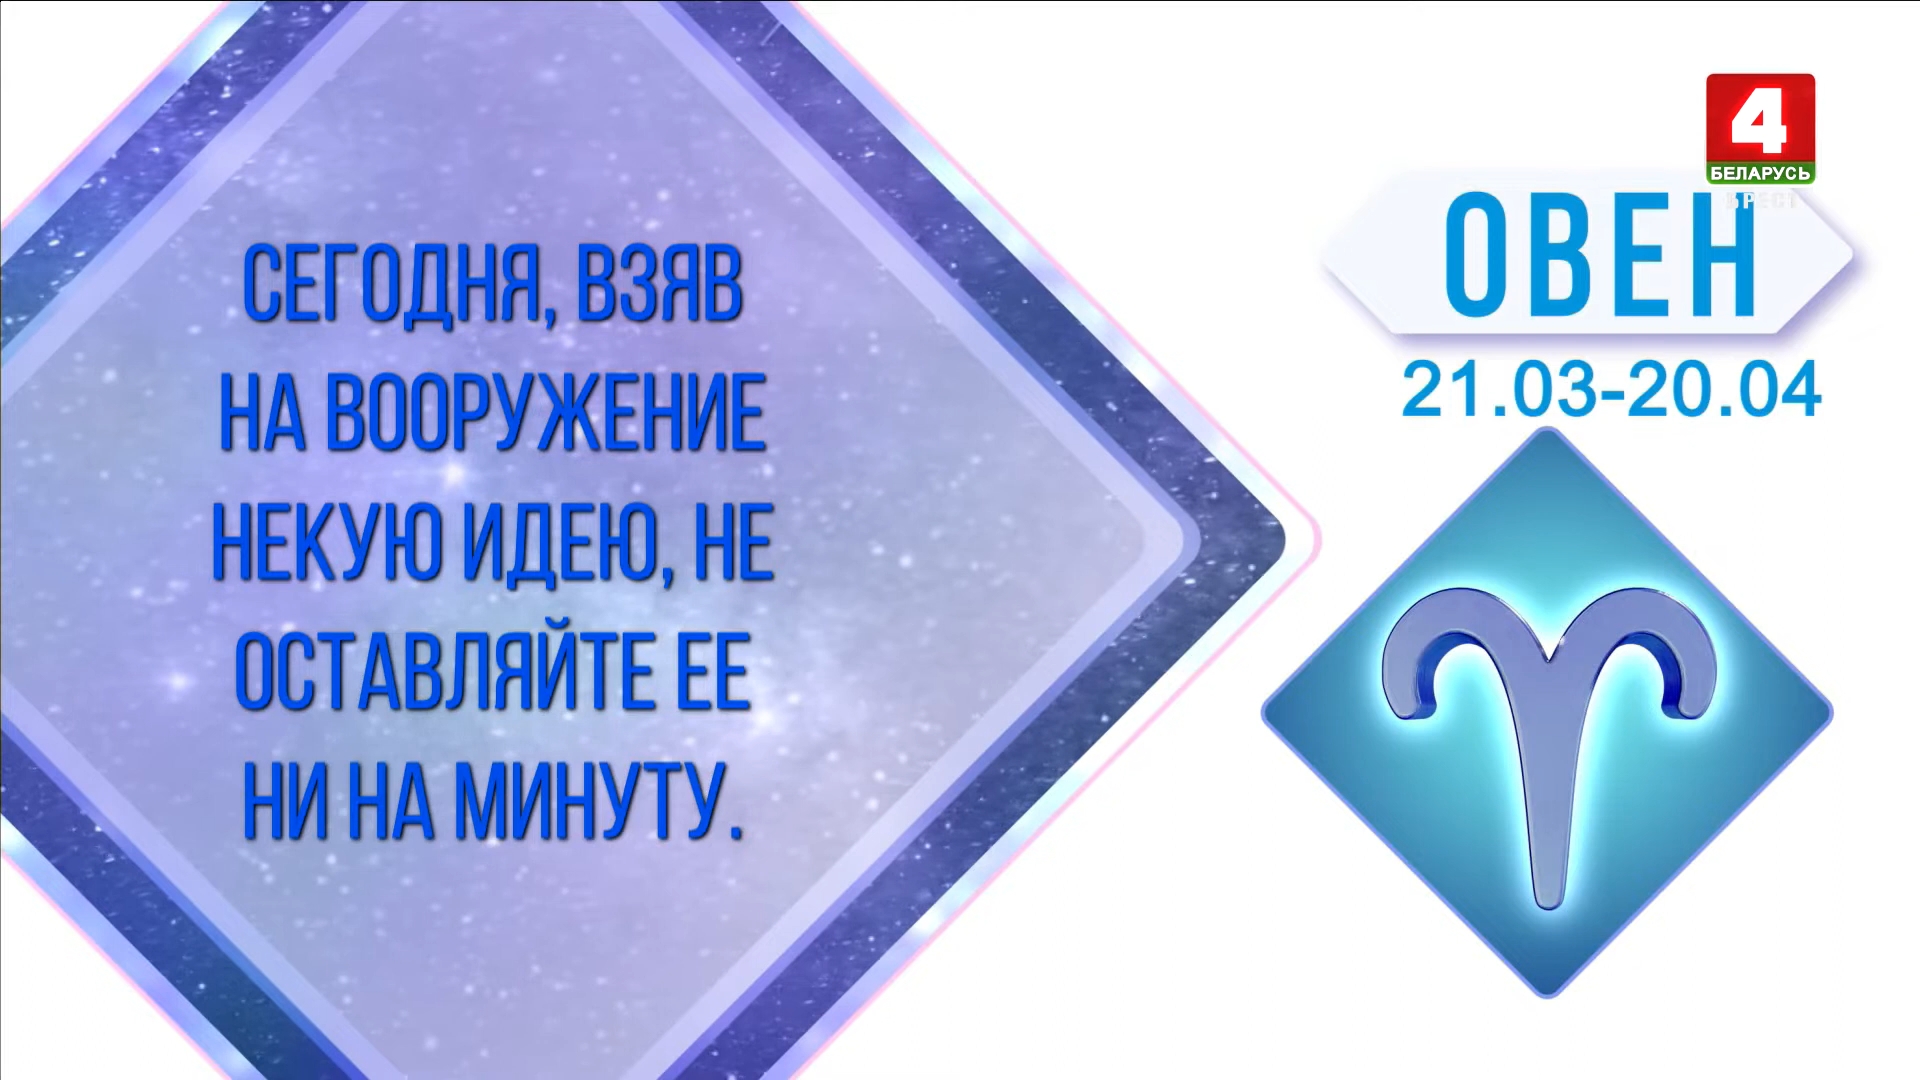 СЕГОДНЯ, ВЗЯВ
НА ВООРУЖЕНИЕ
НЕКУЮ ИДЕЮ, НЕ
ОСТАВЛЯЙТЕ ЕЕ
НИ НА МИНУТУ.
4
БЕЛАРУСЬ
БРЕСТ
ОВЕН
21.03-20.04